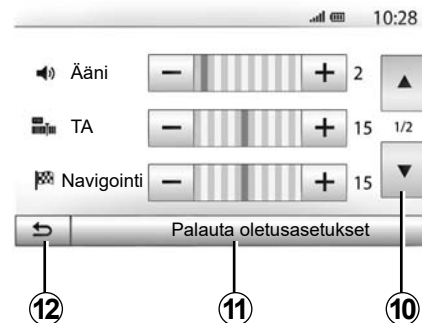 10:28
Ääni − + 2
TA − + 15 1/2
Navigointi − + 15
Palauta oletusasetukset
12 11 10